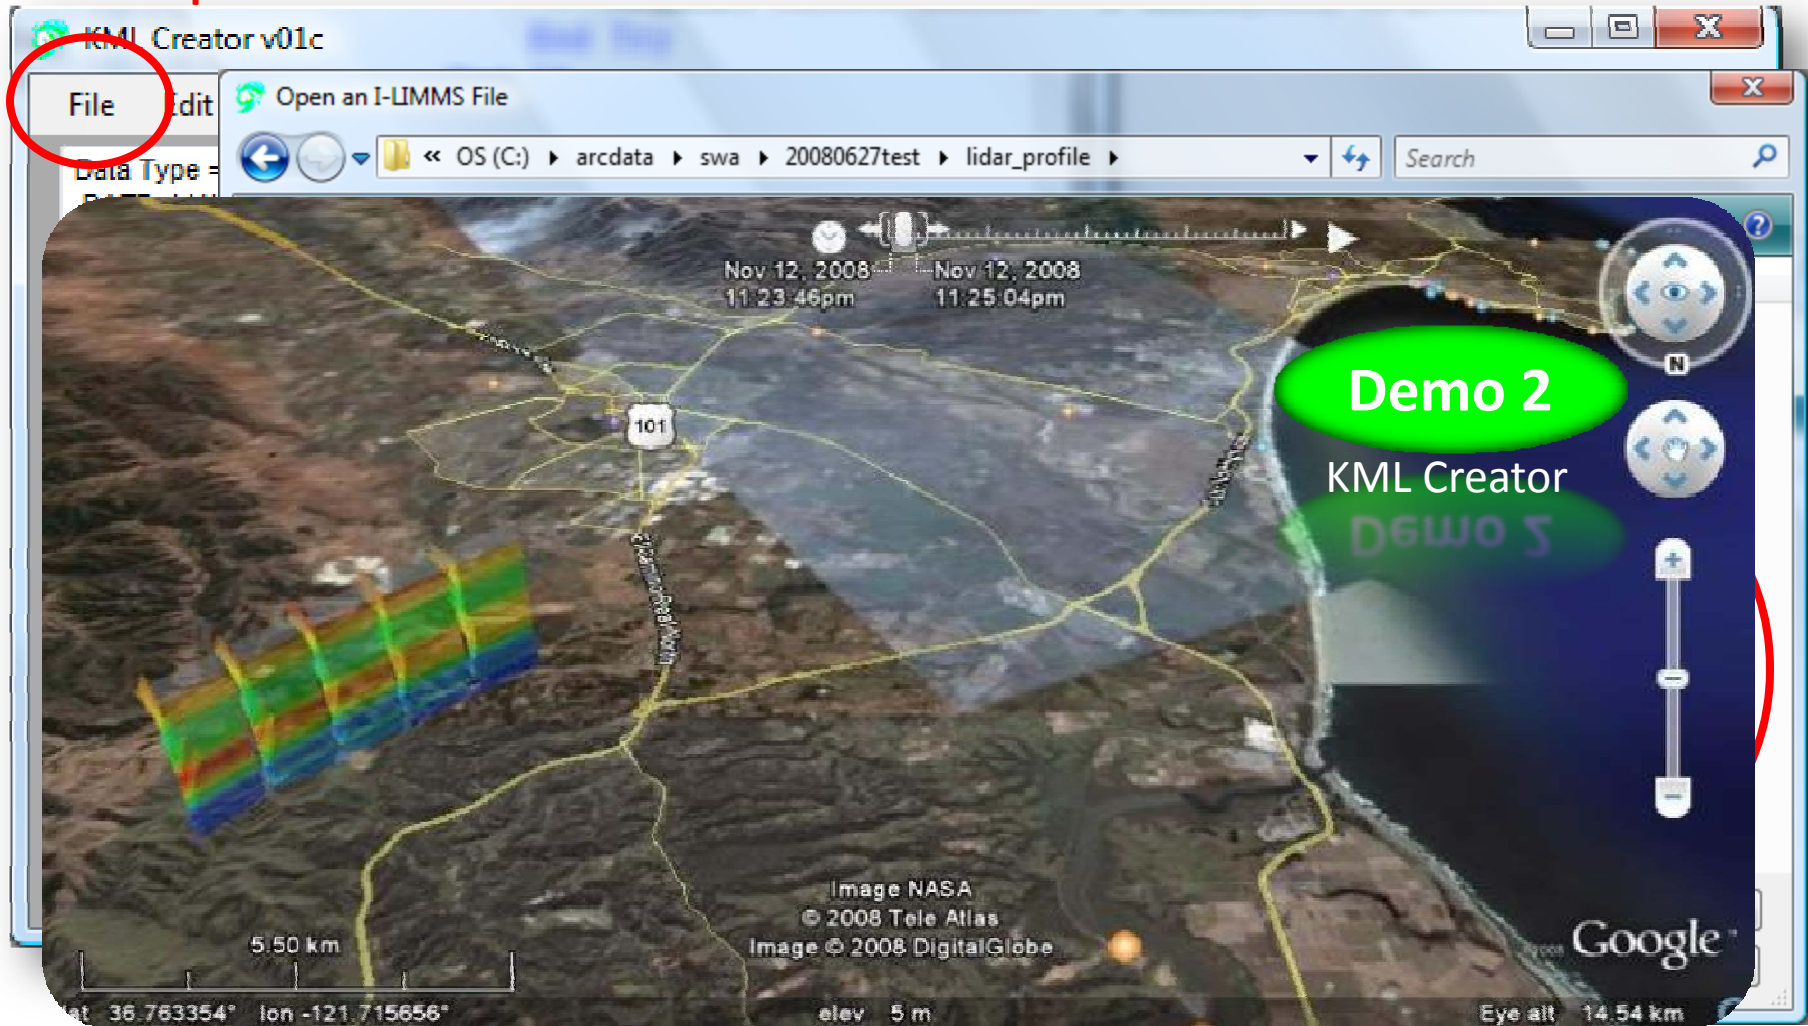 KML Creator v01c
File Edit
Open an I-LIMMS File
« OS (C:) ▸ arcdata ▸ swa ▸ 20080627test ▸ lidar_profile ▸
Search
Data Type =
Nov 12, 2008
11:23:46pm
Nov 12, 2008
11:25:04pm
N
101
Demo 2
KML Creator
Demo 2
Image NASA
© 2008 Tele Atlas
Image © 2008 DigitalGlobe
Google
5.50 km
36.763354° lon -121.715656°
elev 5 m
Eye alt 14.54 km